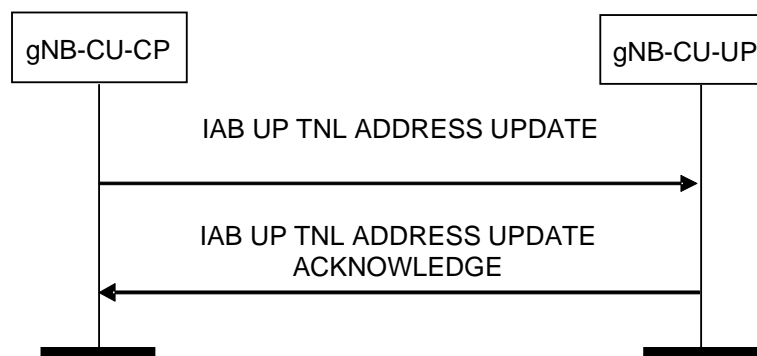 gNB-CU-CP
gNB-CU-UP
IAB UP TNL ADDRESS UPDATE
IAB UP TNL ADDRESS UPDATE
ACKNOWLEDGE